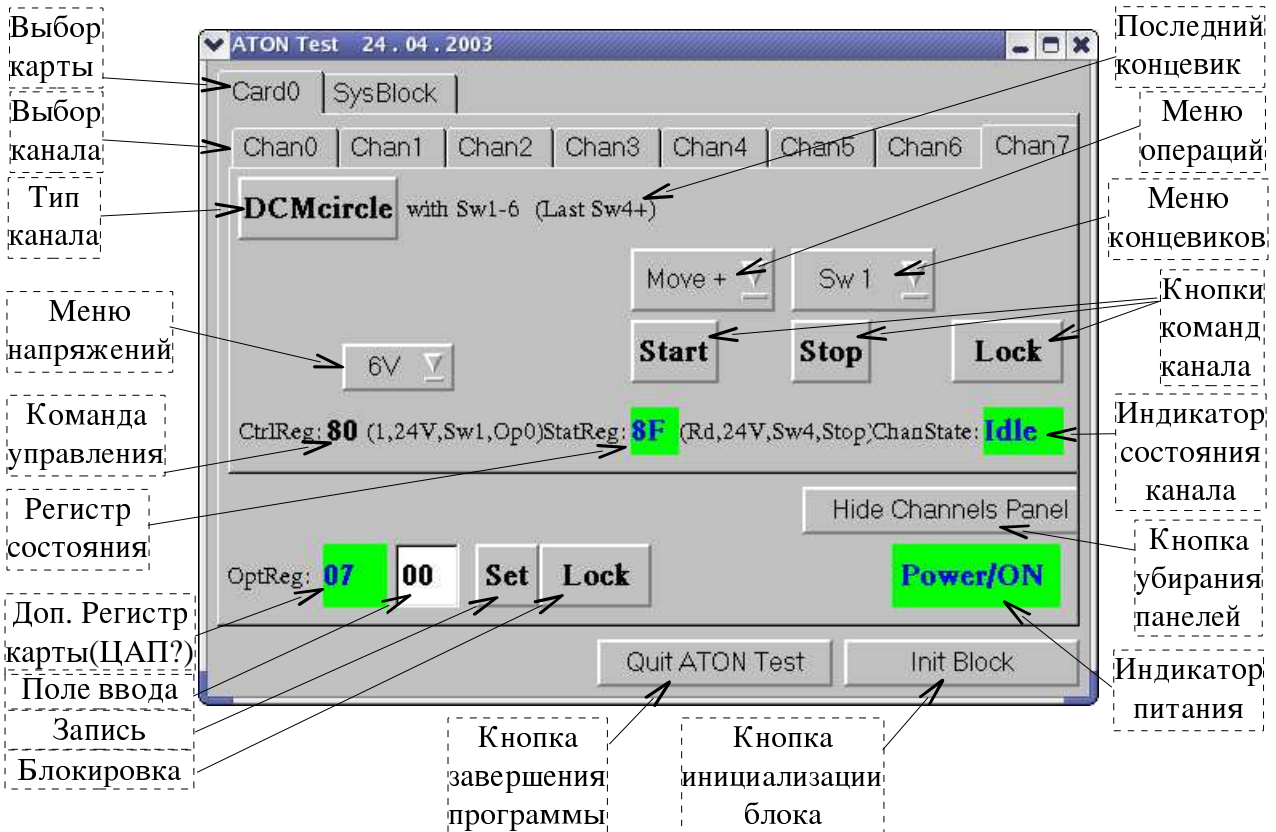 Выбор
карты
Выбор
канала
Тип
канала
Меню
напряжений
Команда
управления
Регистр
состояния
Доп. Регистр
карты(ЦАП?)
Поле ввода
Запись
Блокировка
ATON Test 24 . 04 . 2003
Card0 SysBlock
Chan0 Chan1 Chan2 Chan3 Chan4 Chan5 Chan6 Chan7
DCMcircle with Sw1-6 (Last Sw4+)
Move + Sw 1
Start Stop Lock
6V
CtrlReg: 80 (1,24V,Sw1,Op0) StatReg: 8F (Rd,24V,Sw4,Stop) ChanState: Idle
Hide Channels Panel
OptReg: 07 00 Set Lock Power/ON
Quit ATON Test Init Block
Последний
концевик
Меню
операций
Меню
концевиков
Кнопки
команд
канала
Индикатор
состояния
канала
Кнопка
убирания
панелей
Индикатор
питания
Кнопка
завершения
программы
Кнопка
инициализации
блока